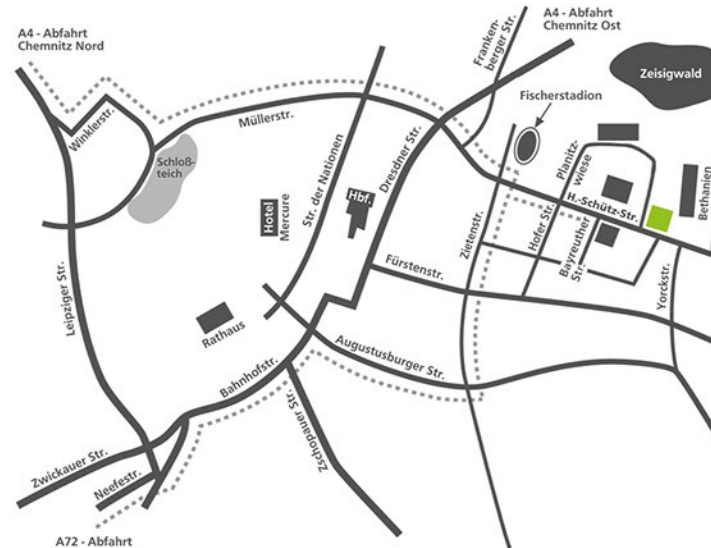 A4 - Abfahrt
Chemnitz Nord
A4 - Abfahrt
Chemnitz Ost
Franken-
berger Str.
Zeisigwald
Fischerstadion
Winklerstr.
Müllerstr.
Schloß-
teich
Str. der Nationen
Dresdner Str.
Planitz-
wiese
Hbf.
Hotel
Mercure
H.-Schütz-Str.
Bethanien
Zietenstr.
Hofer Str.
Bayreuther
Str.
Yorckstr.
Fürstenstr.
Leipziger Str.
Rathaus
Augustusburger Str.
Bahnhofstr.
Zschopauer Str.
Zwickauer Str.
Neefestr.
A72 - Abfahrt